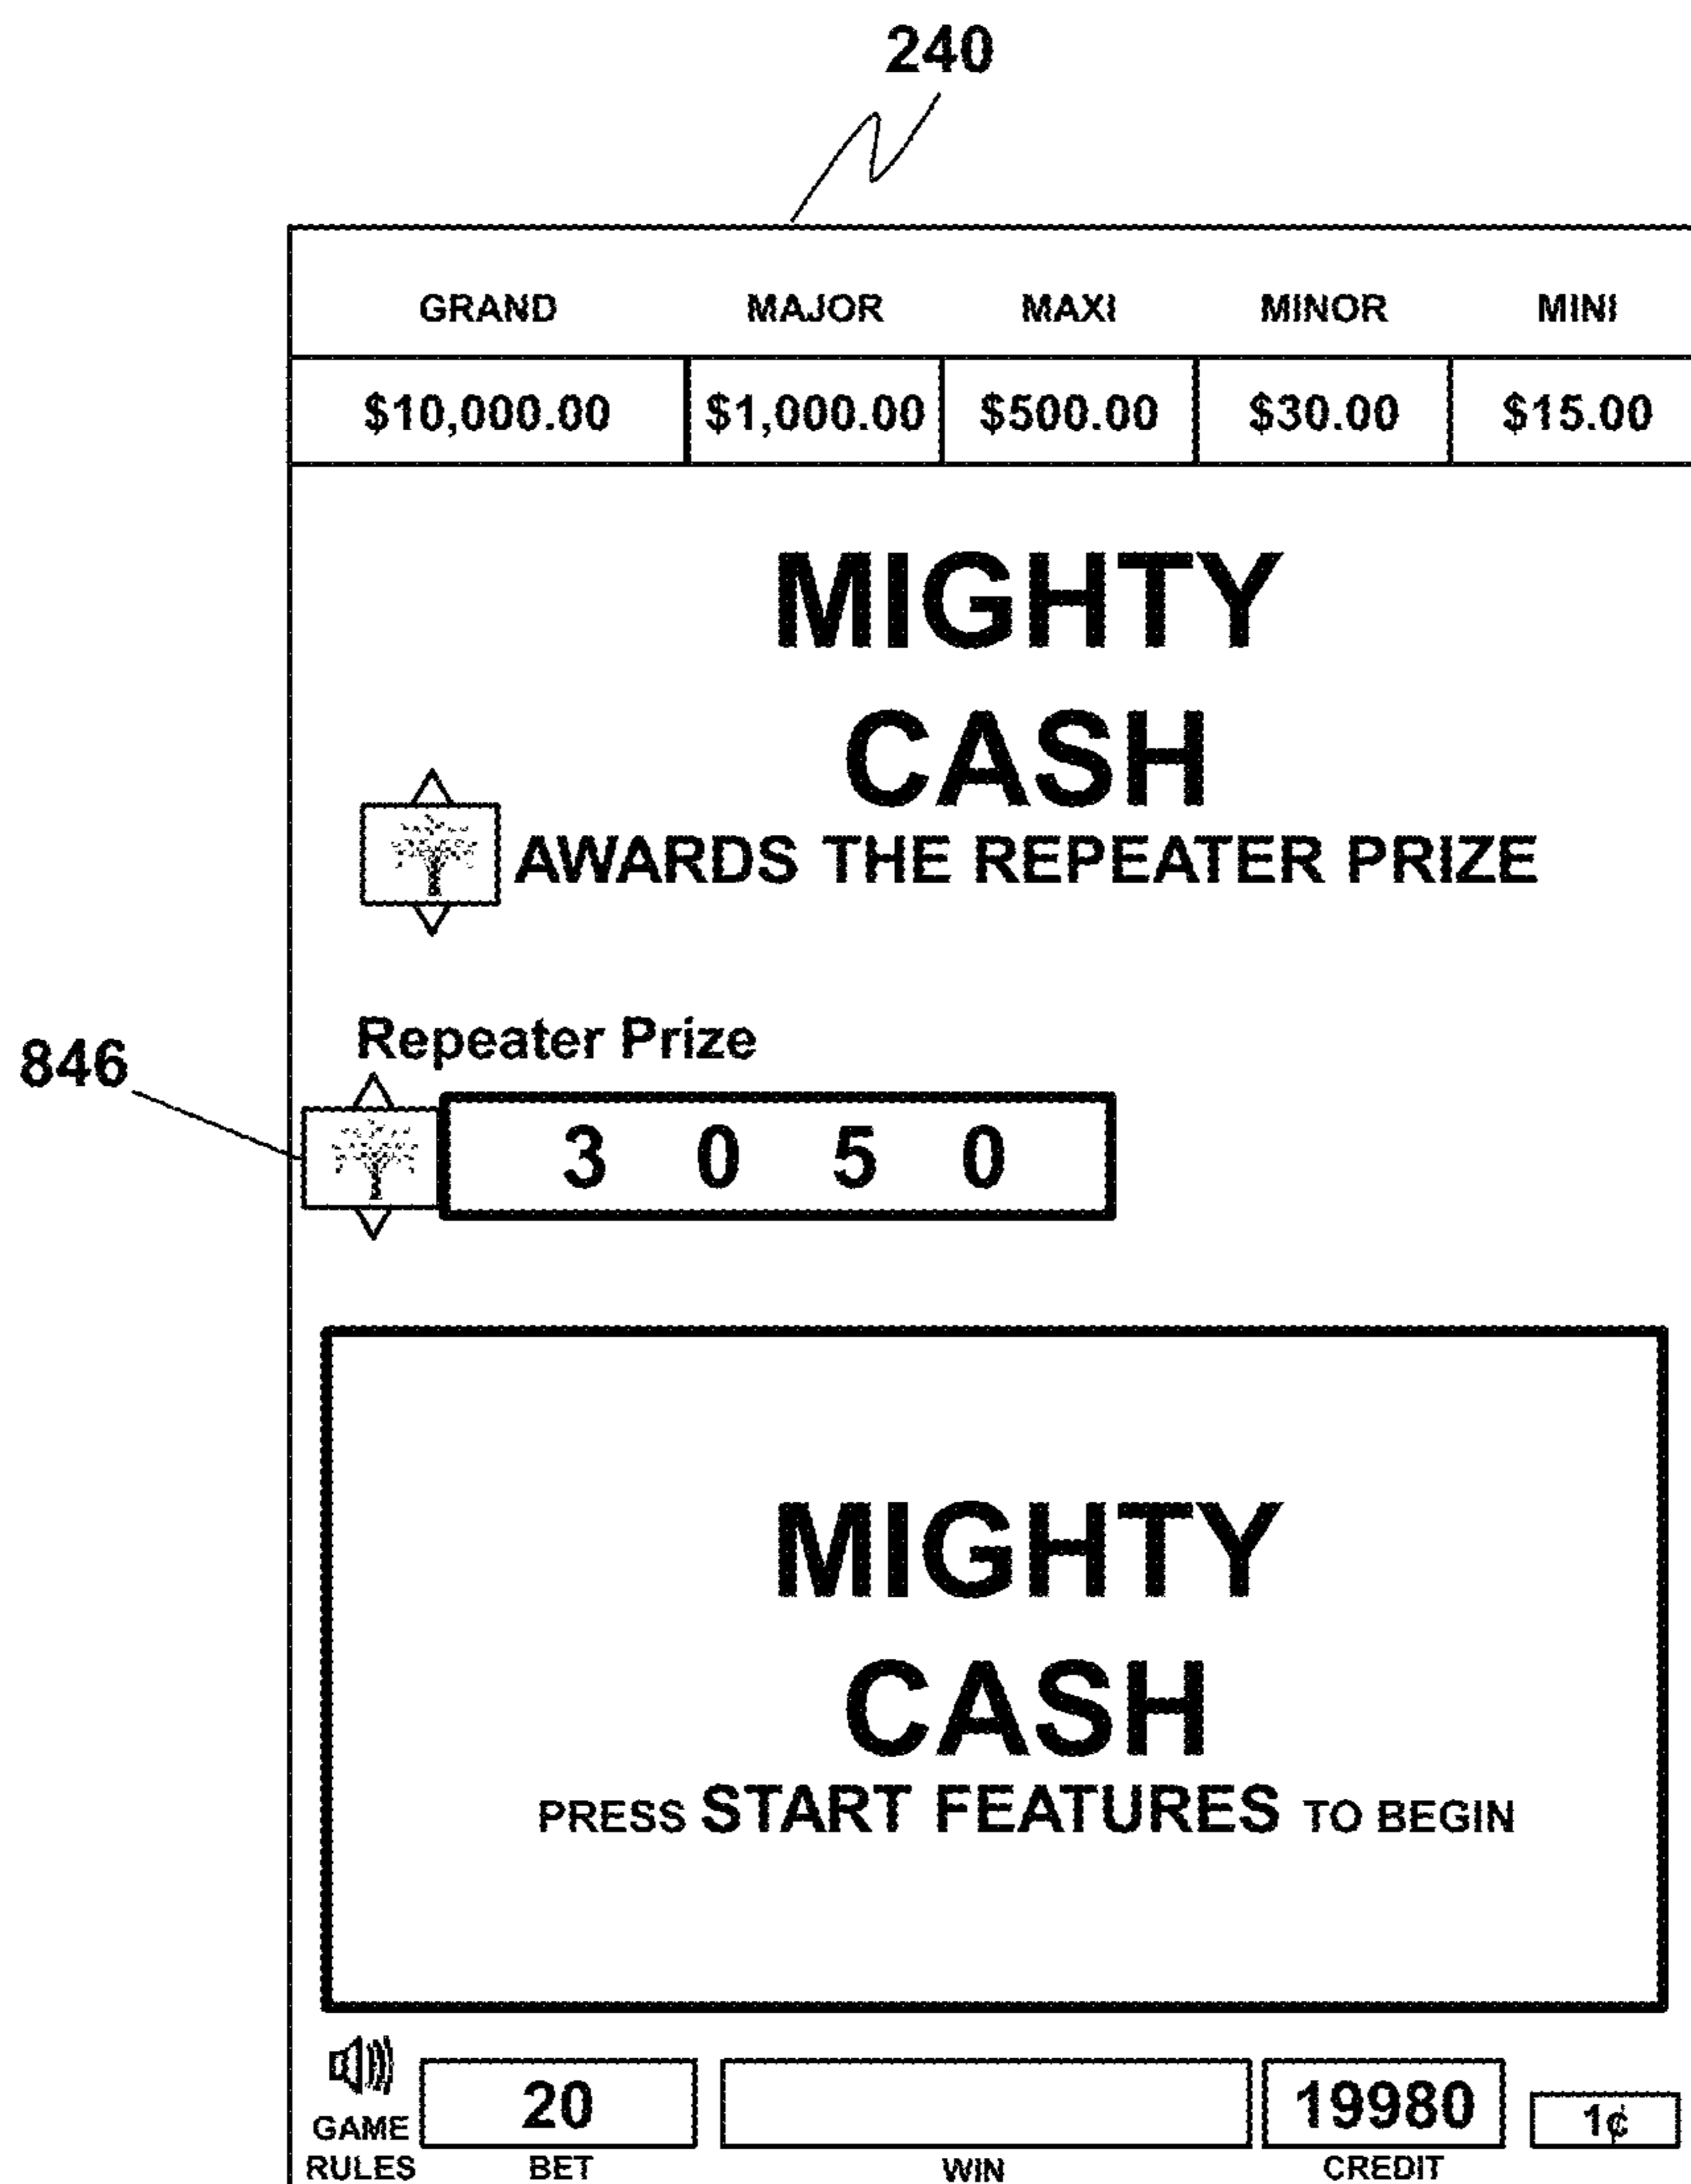 240
GRAND MAJOR MAXI MINOR MINI
$10,000.00 $1,000.00 $500.00 $30.00 $15.00
MIGHTY
CASH
AWARDS THE REPEATER PRIZE
Repeater Prize
846
3 0 5 0
MIGHTY
CASH
PRESS START FEATURES TO BEGIN
20 19980 1¢
GAME
RULES BET WIN CREDIT